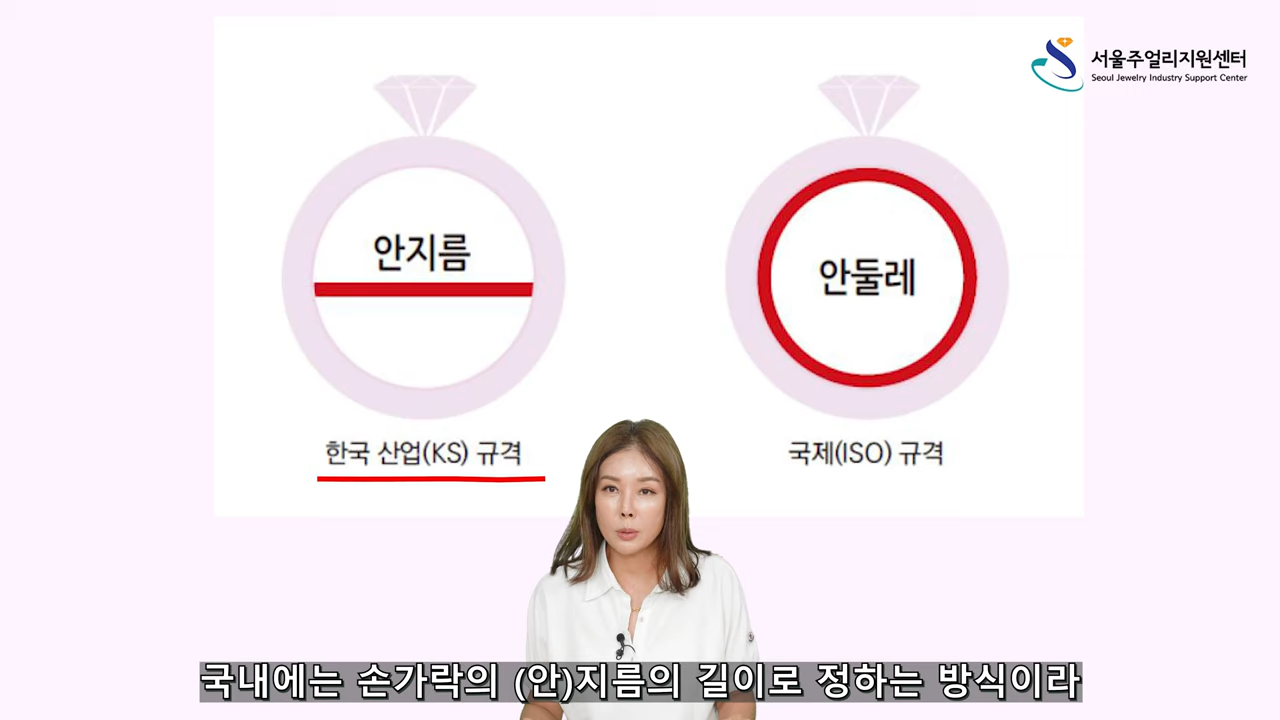 서울주얼리지원센터
Seoul Jewelry Industry Support Center
안지름
안둘레
한국 산업(KS) 규격
국제(ISO) 규격
국내에는 손가락의 (안)지름의 길이로 정하는 방식이라